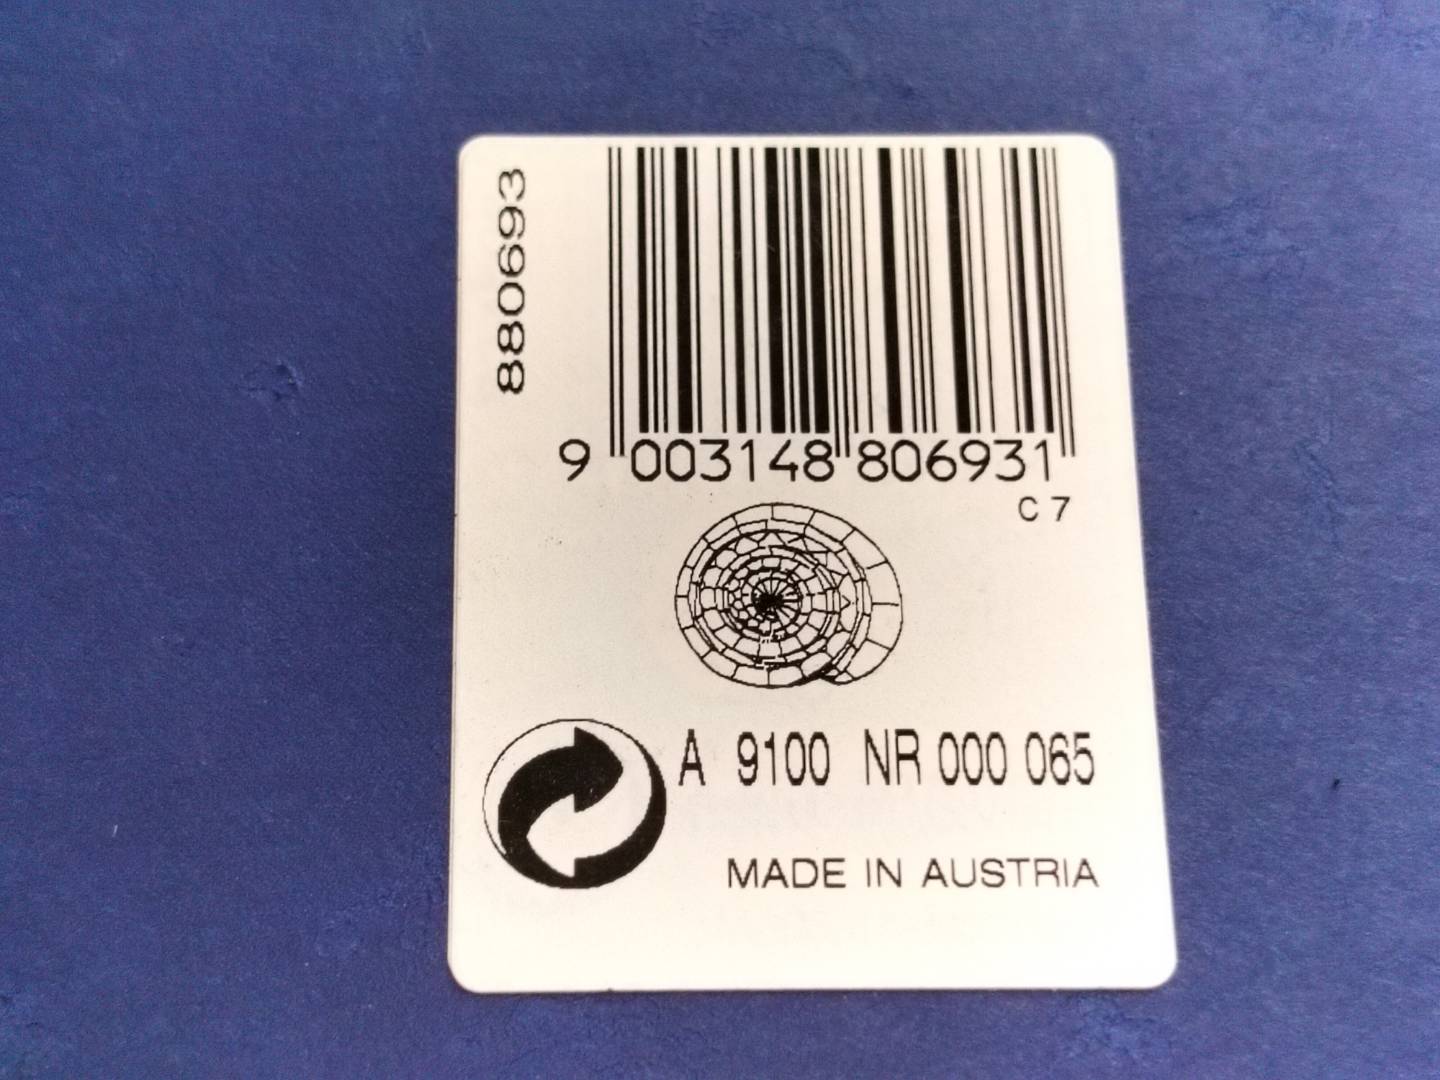 880693
9 003148 806931
C 7
A 9100 NR 000 065
MADE IN AUSTRIA